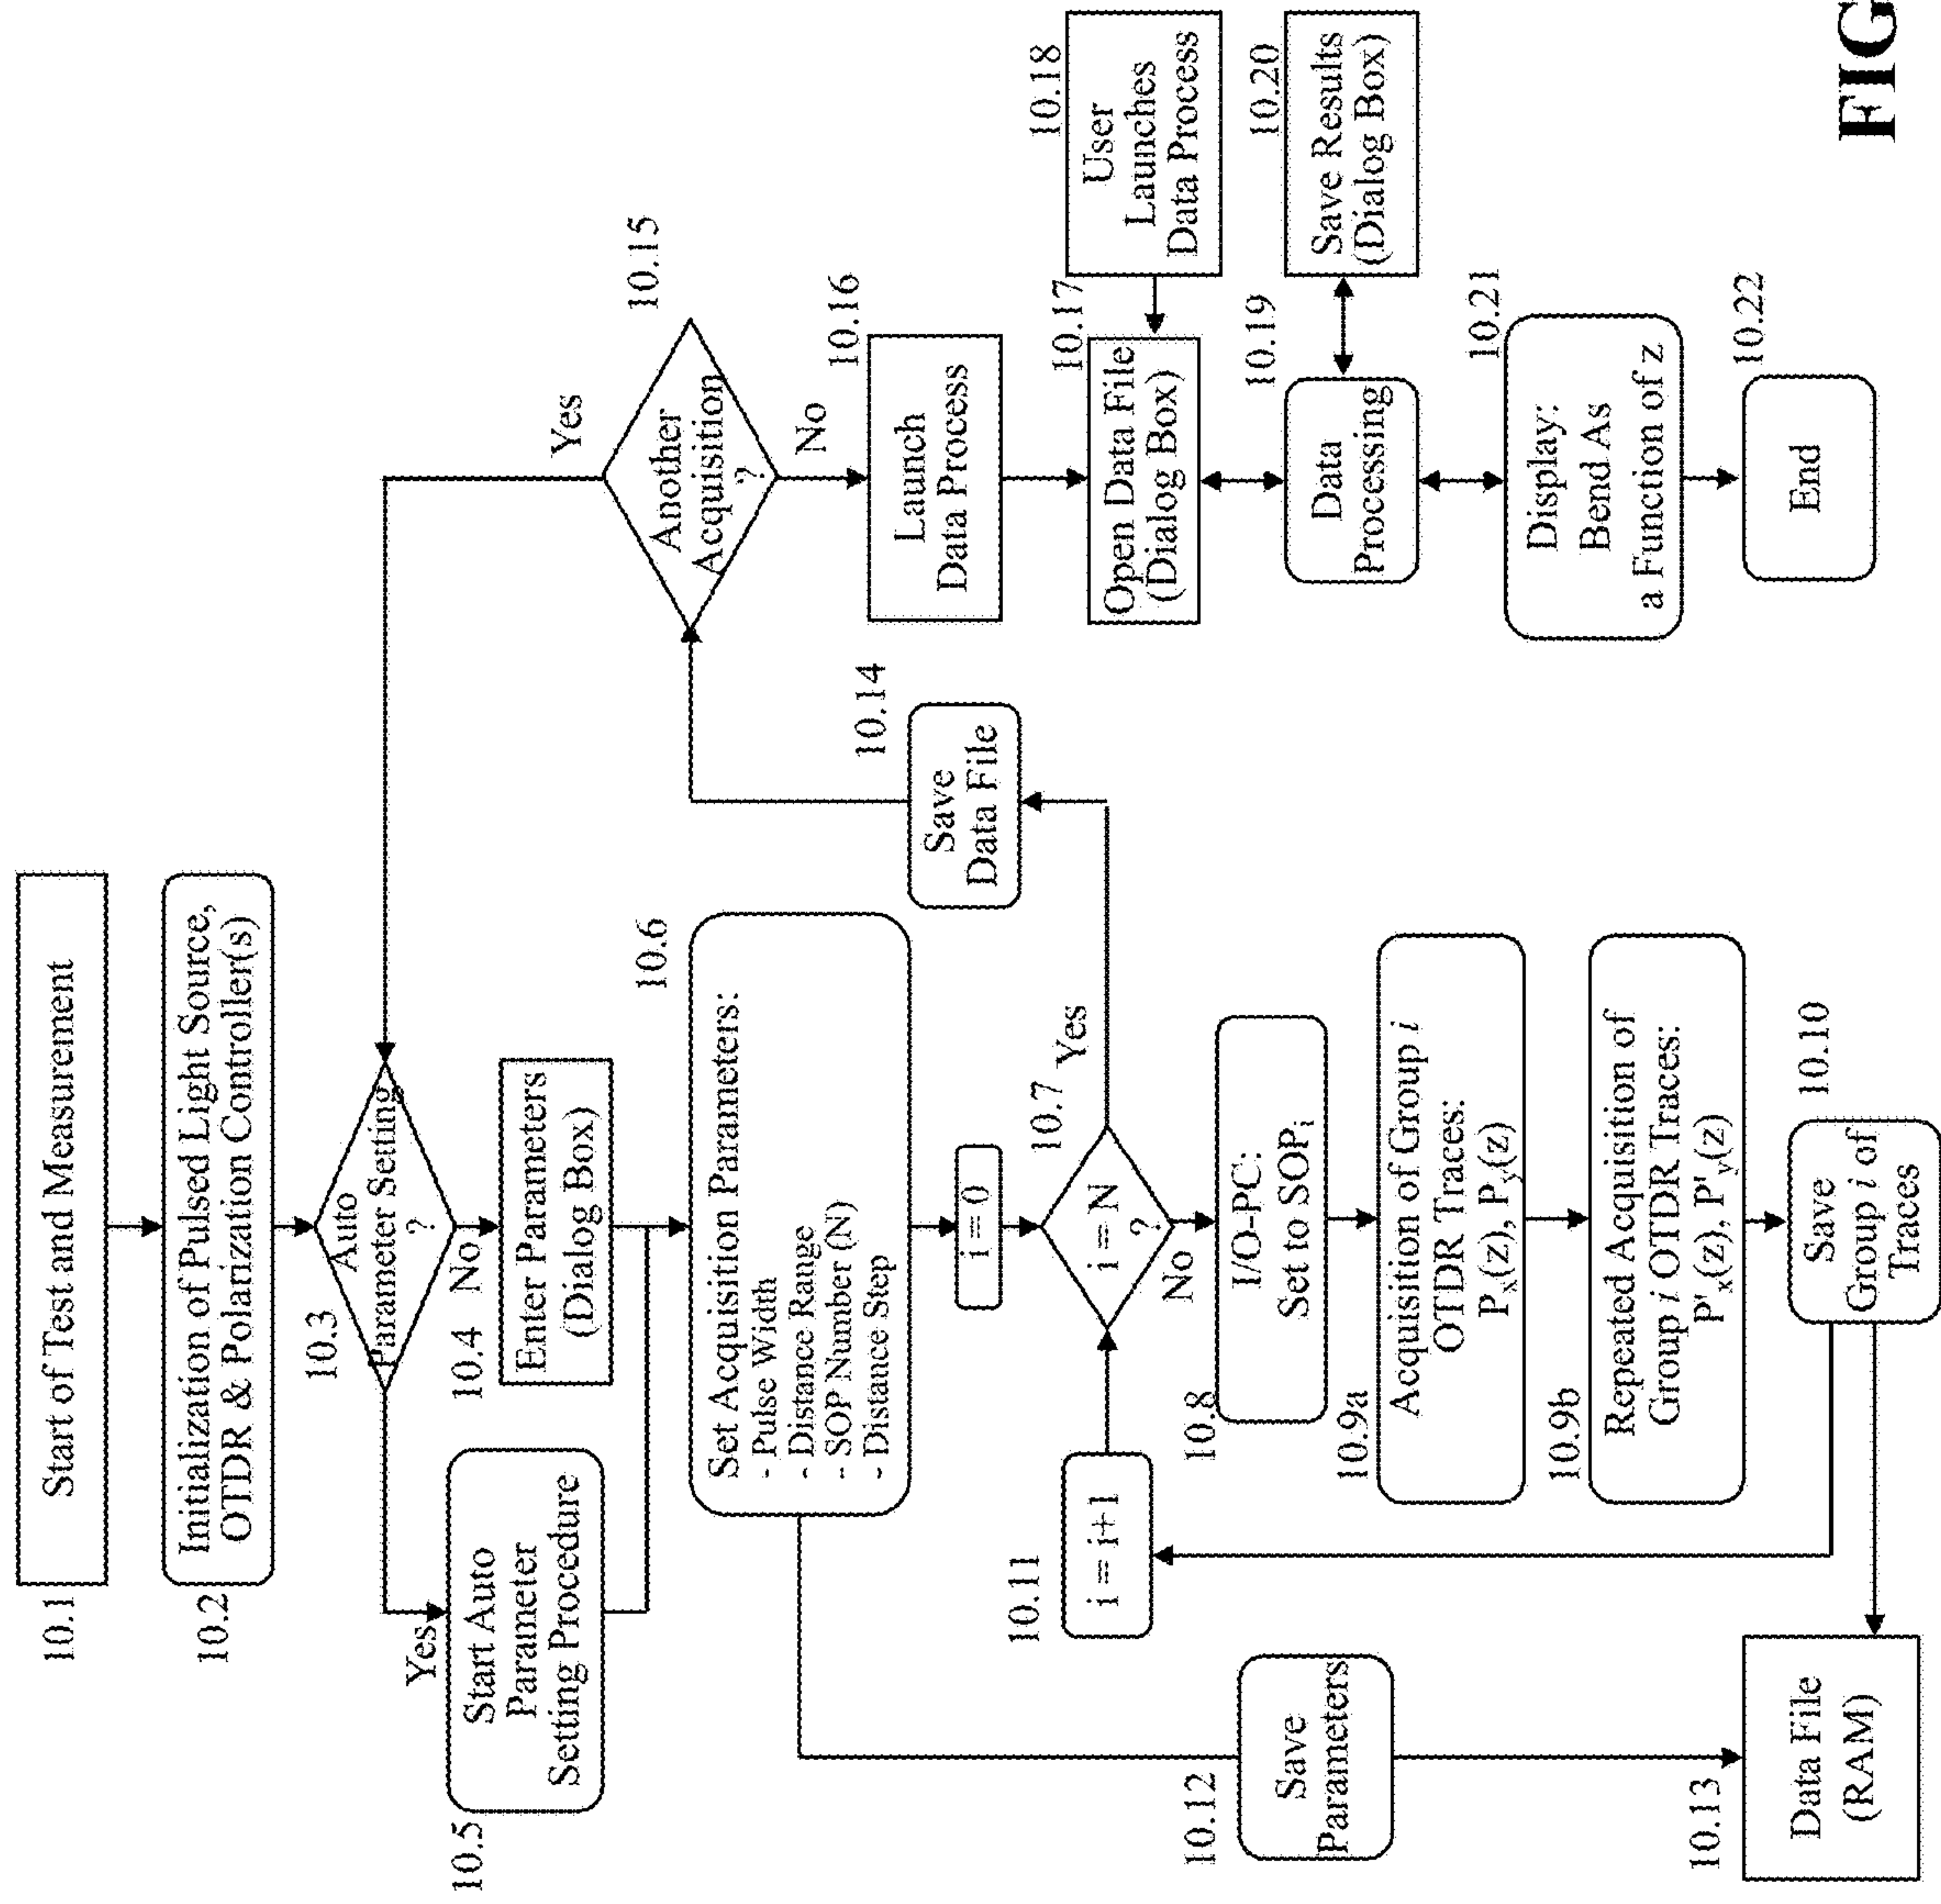 10.1
Start of Test and Measurement
10.2
Initialization of Pulsed Light Source,
OTDR & Polarization Controller(s)
10.3
Auto
Parameter Setting
?
Yes
No
10.4
Enter Parameters
(Dialog Box)
10.5
Start Auto
Parameter
Setting Procedure
10.6
Set Acquisition Parameters:
- Pulse Width
- Distance Range
- SOP Number (N)
- Distance Step
i = 0
10.7
i = N
?
Yes
No
10.8
I/O-PC:
Set to SOPi
10.9a
Acquisition of Group i
OTDR Traces:
Px(z), Py(z)
10.9b
Repeated Acquisition of
Group i OTDR Traces:
P'x(z), P'y(z)
10.10
Save
Group i of
Traces
10.11
i = i+1
10.12
Save
Parameters
10.13
Data File
(RAM)
10.14
Save
Data File
10.15
Another
Acquisition
?
Yes
No
10.16
Launch
Data Process
10.17
Open Data File
(Dialog Box)
10.18
User
Launches
Data Process
10.19
Data
Processing
10.20
Save Results
(Dialog Box)
10.21
Display:
Bend As
a Function of z
10.22
End
FIG